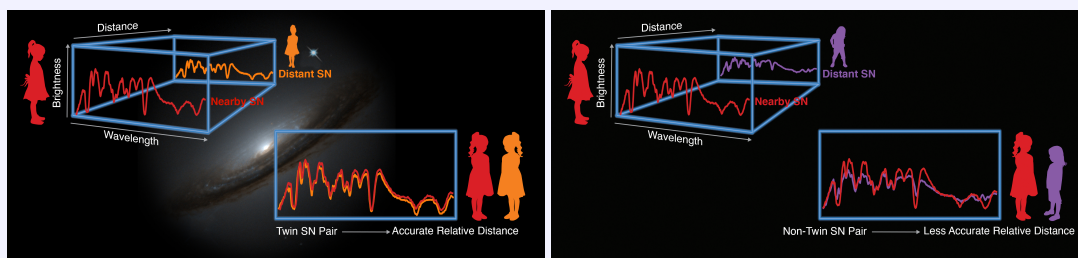 Distance
Brightness
Distant SN
Nearby SN
Wavelength
Twin SN Pair
Accurate Relative Distance
Distance
Brightness
Distant SN
Nearby SN
Wavelength
Non-Twin SN Pair
Less Accurate Relative Distance